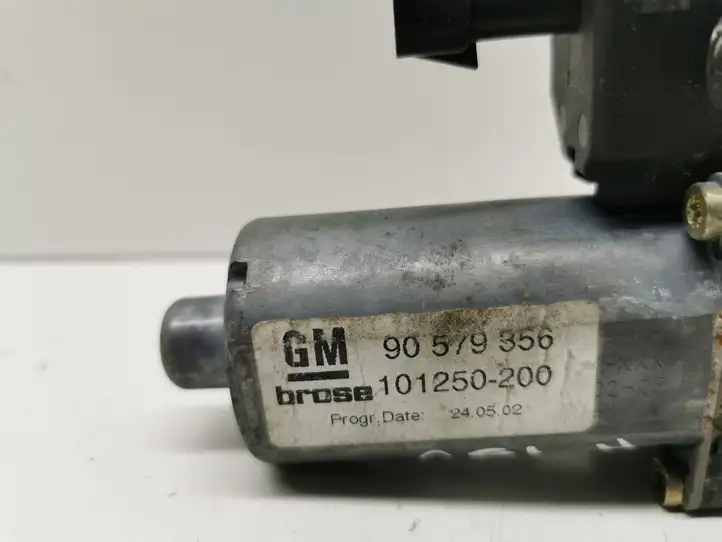 GM 90 579 356
brose 101250-200
Progr.Date: 24.05.02